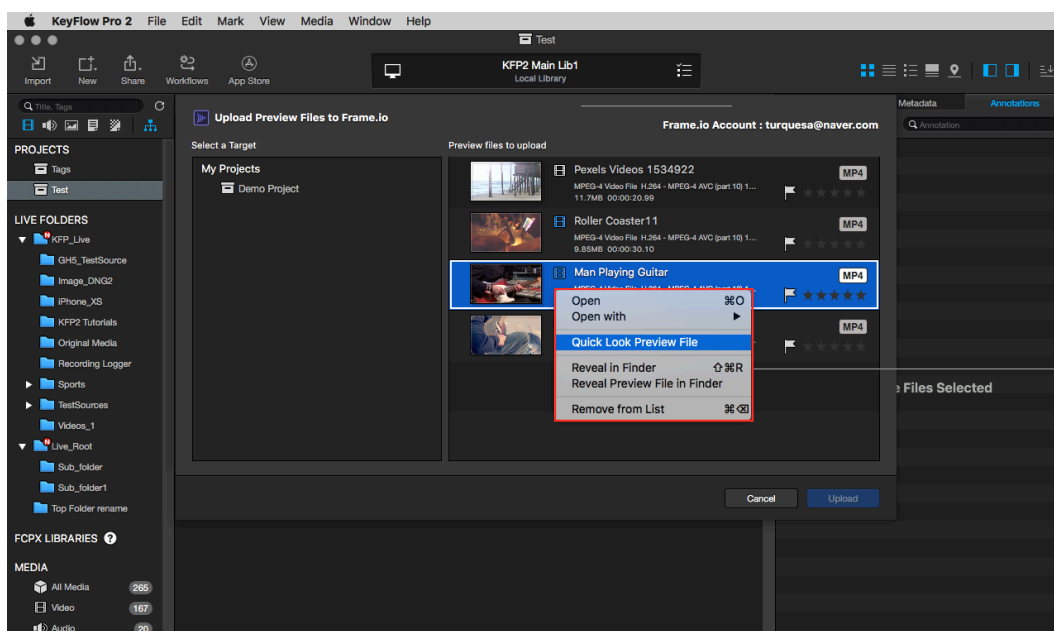 KeyFlow Pro 2 File Edit Mark View Media Window Help
Test
Import New Share Workflows App Store
KFP2 Main Lib1
Local Library
Title, Tags
Metadata Annotations
Annotation
Upload Preview Files to Frame.io
Frame.io Account : turquesa@naver.com
Select a Target
Preview files to upload
PROJECTS
Tags
Test
LIVE FOLDERS
KFP_Live
GH5_TestSource
Image_DNG2
iPhone_XS
KFP2 Tutorials
Original Media
Recording Logger
Sports
TestSources
Videos_1
Live_Root
Sub_folder
Sub_folder1
Top Folder rename
FCPX LIBRARIES ?
MEDIA
All Media 265
Video 167
Audio 20
My Projects
Demo Project
Pexels Videos 1534922
MP4
MPEG-4 Video File H.264 - MPEG-4 AVC (part 10) 1...
11.7MB 00:00:20.99
Roller Coaster11
MP4
MPEG-4 Video File H.264 - MPEG-4 AVC (part 10) 1...
9.85MB 00:00:30.10
Man Playing Guitar
MP4
MP4
Open ⌘O
Open with ▶
Quick Look Preview File
Reveal in Finder ⇧⌘R
Reveal Preview File in Finder
Remove from List ⌘⌫
Files Selected
Cancel Upload